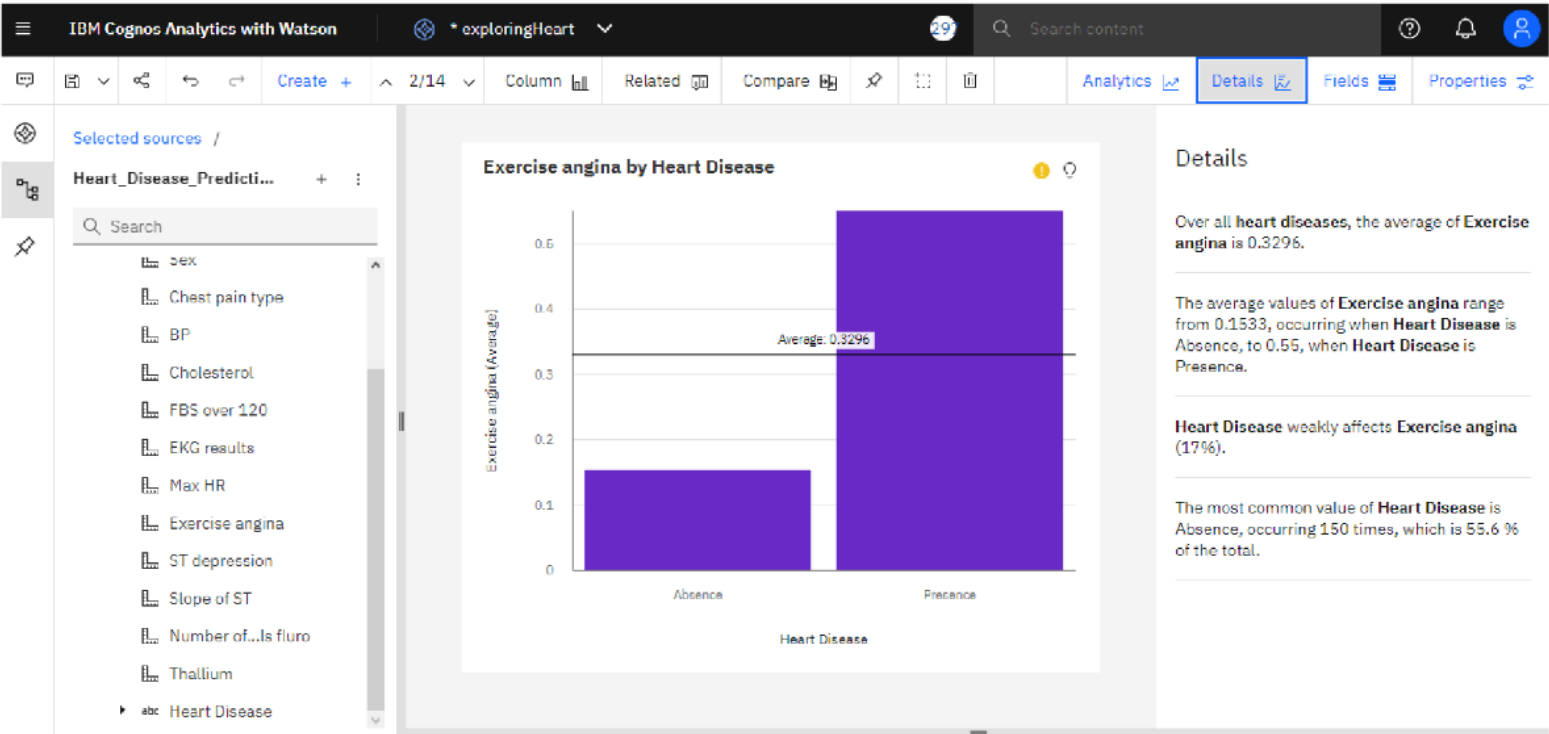 IBM Cognos Analytics with Watson
* exploringHeart
297
Search content
Create +
2/14
Column
Related
Compare
Analytics
Details
Fields
Properties
Selected sources /
Heart_Disease_Predicti...
Search
Sex
Chest pain type
BP
Cholesterol
FBS over 120
EKG results
Max HR
Exercise angina
ST depression
Slope of ST
Number of...ls fluro
Thallium
abc Heart Disease
Exercise angina by Heart Disease
Exercise angina (Average)
0.5
0.4
Average: 0.3296
0.3
0.2
0.1
0
Absence
Presence
Heart Disease
Details
Over all heart diseases, the average of Exercise
angina is 0.3296.
The average values of Exercise angina range
from 0.1533, occurring when Heart Disease is
Absence, to 0.55, when Heart Disease is
Presence.
Heart Disease weakly affects Exercise angina
(17%).
The most common value of Heart Disease is
Absence, occurring 150 times, which is 55.6 %
of the total.